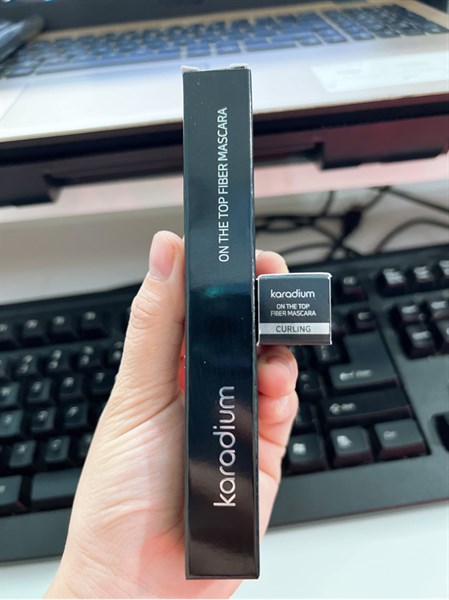 ON THE TOP FIBER MASCARA
karadium
karadium
ON THE TOP
FIBER MASCARA
CURLING